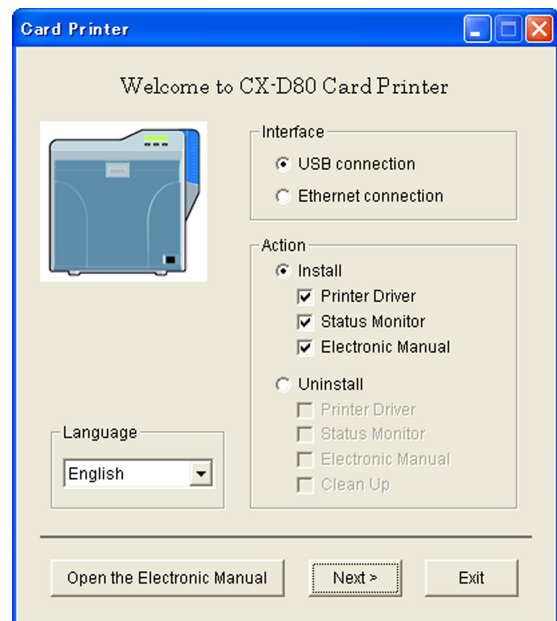 Card Printer
Welcome to CX-D80 Card Printer
Interface
USB connection
Ethernet connection
Action
Install
Printer Driver
Status Monitor
Electronic Manual
Uninstall
Printer Driver
Status Monitor
Electronic Manual
Clean Up
Language
English
Open the Electronic Manual
Next >
Exit